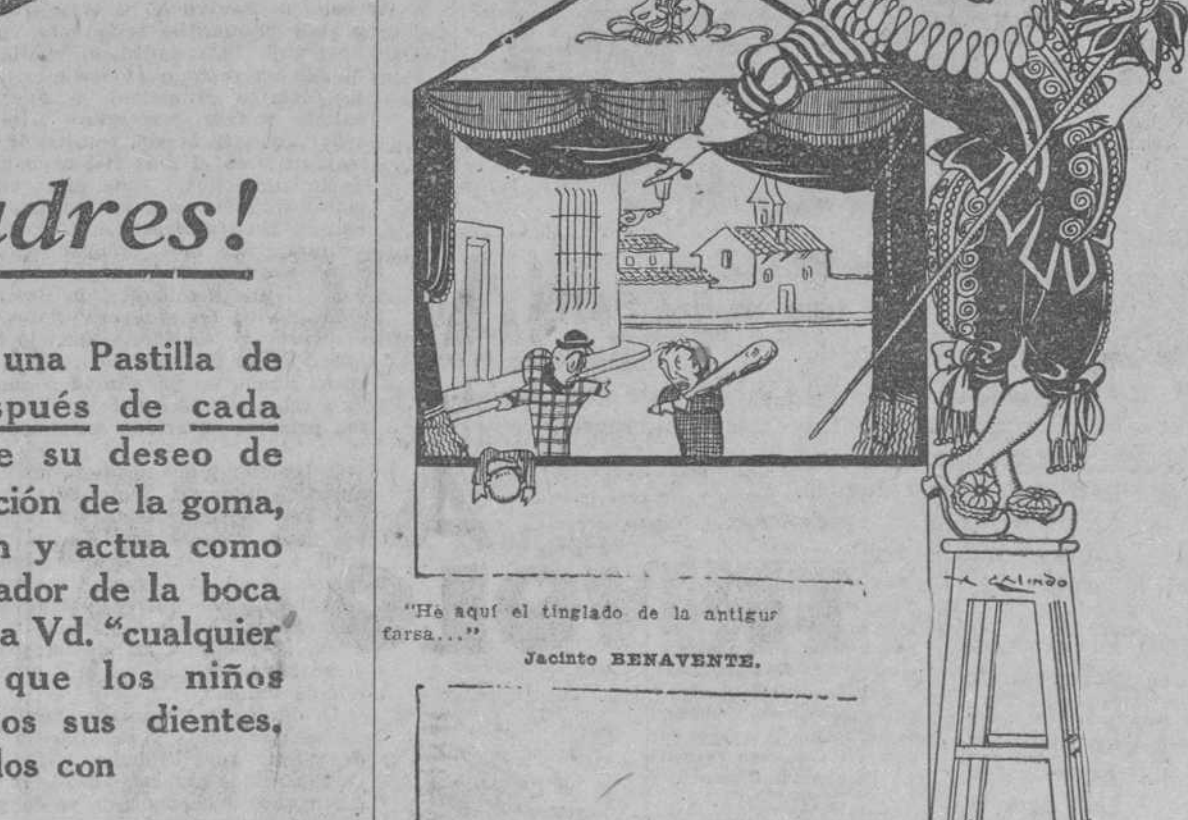 adres!
una Pastilla de
spués de cada
e su deseo de
ción de la goma,
n y actua como
ador de la boca
a Vd. "cualquier
que los niños
os sus dientes.
los con
"He aquí el tinglado de la antigua
farsa..."
Jacinto BENAVENTE.
GALINDO